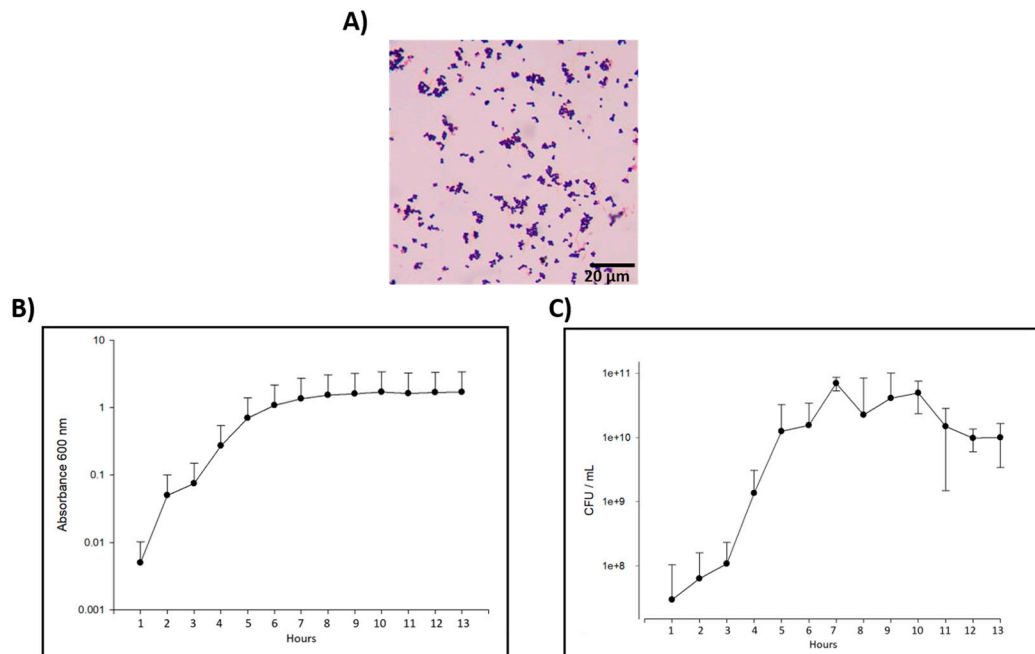 A)
20 µm
B)
10
1
0.1
0.01
0.001
Absorbance 600 nm
1 2 3 4 5 6 7 8 9 10 11 12 13
Hours
C)
1e+11
1e+10
1e+9
1e+8
CFU / mL
1 2 3 4 5 6 7 8 9 10 11 12 13
Hours